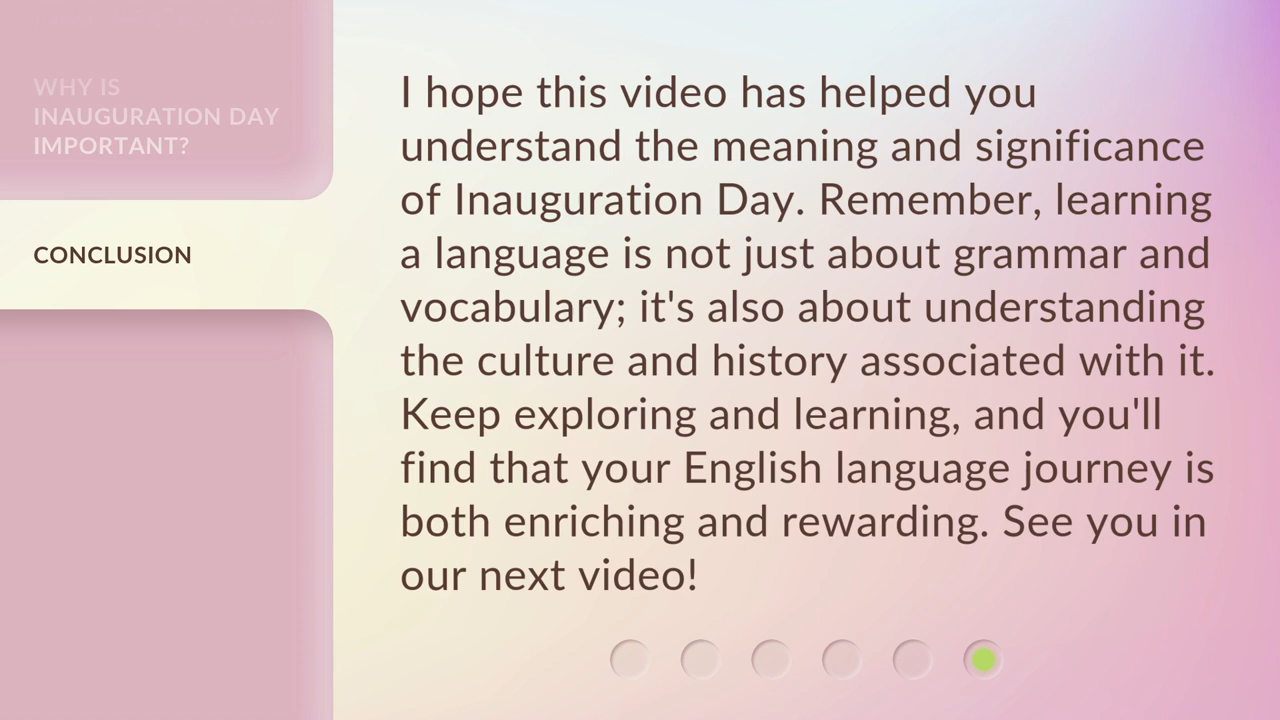 WHY IS
INAUGURATION DAY
IMPORTANT?
CONCLUSION
I hope this video has helped you
understand the meaning and significance
of Inauguration Day. Remember, learning
a language is not just about grammar and
vocabulary; it's also about understanding
the culture and history associated with it.
Keep exploring and learning, and you'll
find that your English language journey is
both enriching and rewarding. See you in
our next video!